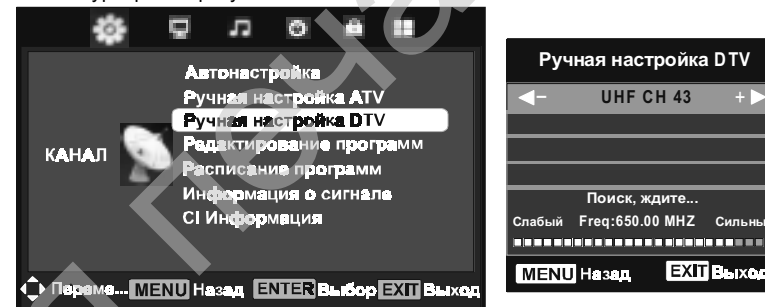 Автонастройка
Ручная настройка ATV
Ручная настройка DTV
КАНАЛ
Редактирование программ
Расписание программ
Информация о сигнале
CI Информация
Переме... MENU Назад ENTER Выбор EXIT Выход
Ручная настройка DTV
– UHF CH 43 +
Поиск, ждите...
Слабый Freq:650.00 MHZ Сильны
MENU Назад EXIT Выход